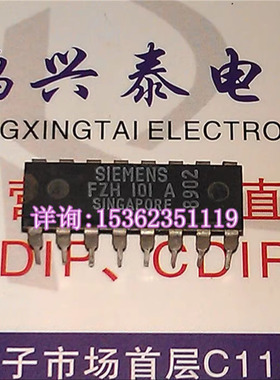 昌兴泰电
GXINGTAI ELECTRO
SIEMENS
FZH 101 A
SINGAPORE
8902
详询:15362351119
DIP、CDIP
子市场首层C11